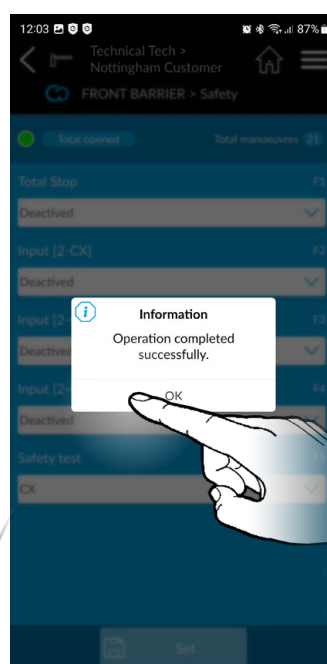 12:03
87%
Technical Tech >
Nottingham Customer
FRONT BARRIER > Safety
Total opened
Total manoeuvres 21
Total Stop
F1
Deactived
Input [2-CX]
F2
Deactived
Input [2-
F3
Deactived
Input [2-
F4
Deactived
Safety test
CX
Information
Operation completed
successfully.
OK
Set